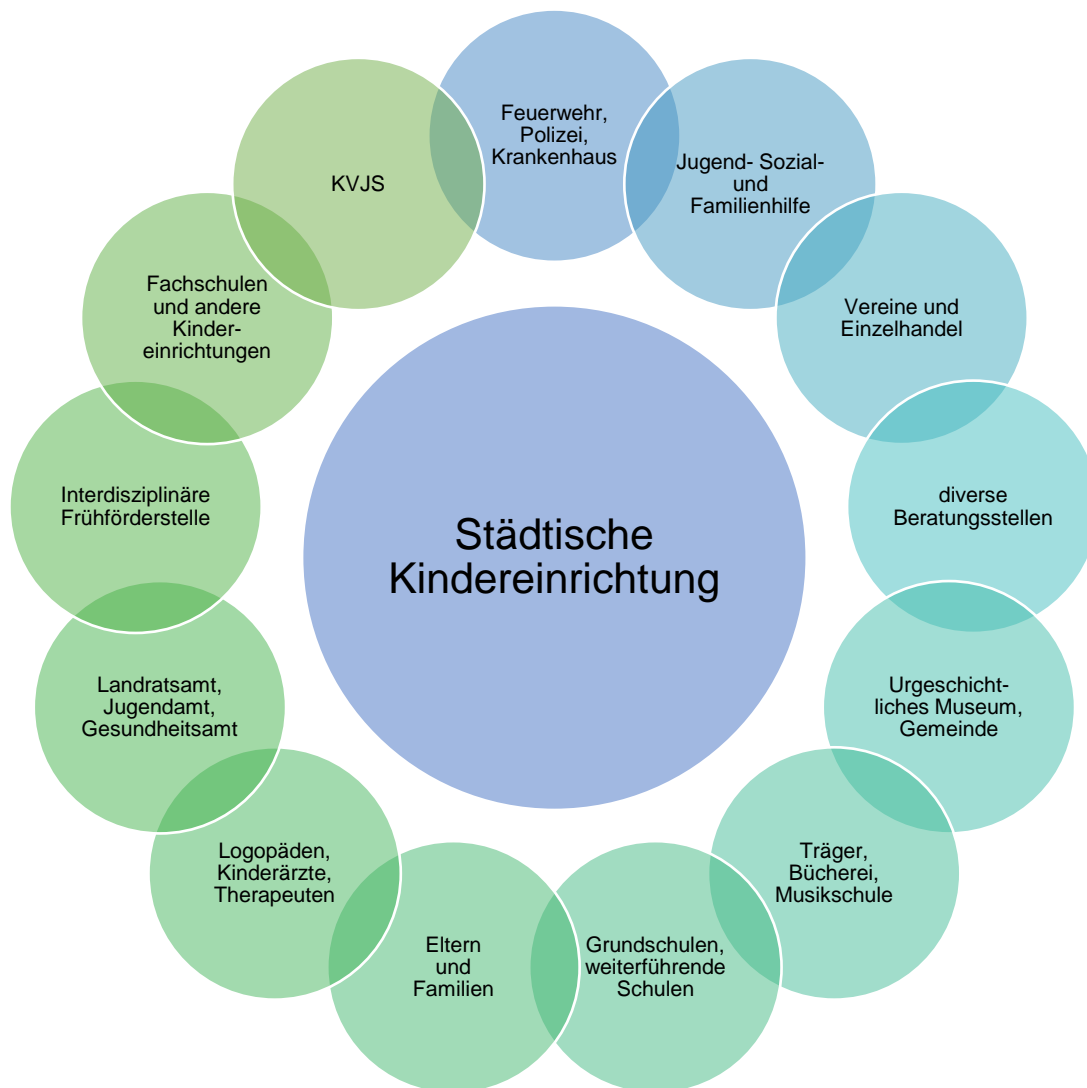 Feuerwehr,
Polizei,
Krankenhaus
Jugend- Sozial-
und
Familienhilfe
Vereine und
Einzelhandel
diverse
Beratungsstellen
Urgeschicht-
liches Museum,
Gemeinde
Träger,
Bücherei,
Musikschule
Grundschulen,
weiterführende
Schulen
Eltern
und
Familien
Logopäden,
Kinderärzte,
Therapeuten
Landratsamt,
Jugendamt,
Gesundheitsamt
Interdisziplinäre
Frühförderstelle
Fachschulen
und andere
Kinder-
einrichtungen
KVJS
Städtische
Kindereinrichtung